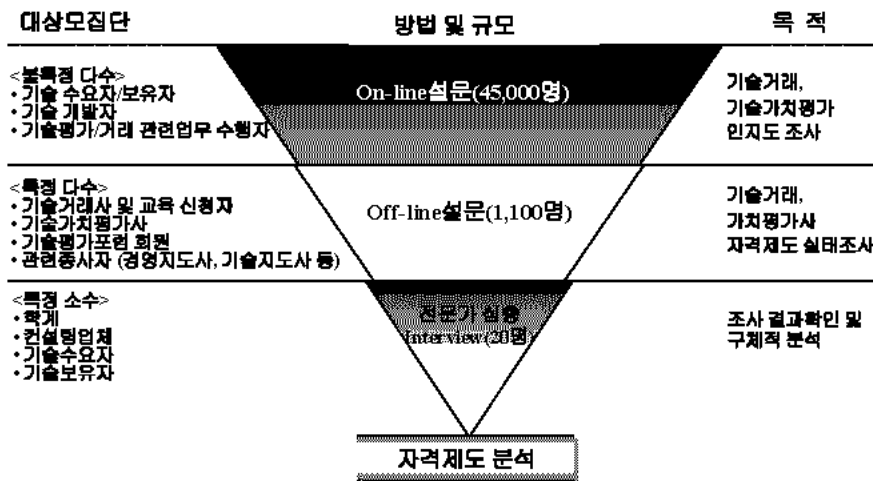 대상모집단
방법 및 규모
목 적
<불특정 다수>
• 기술 수요자/보유자
• 기술 개발자
• 기술평가/거래 관련업무 수행자
On-line설문(45,000명)
기술거래,
기술가치평가
인지도 조사
<특정 다수>
• 기술거래사 및 교육 신청자
• 기술가치평가사
• 기술평가포럼 회원
• 관련종사자 (경영지도사, 기술지도사 등)
Off-line설문(1,100명)
기술거래,
가치평가사
자격제도 실태조사
<특정 소수>
• 학계
• 컨설팅업체
• 기술수요자
• 기술보유자
전문가 심층
Interview(20명)
조사 결과확인 및
구체적 분석
자격제도 분석